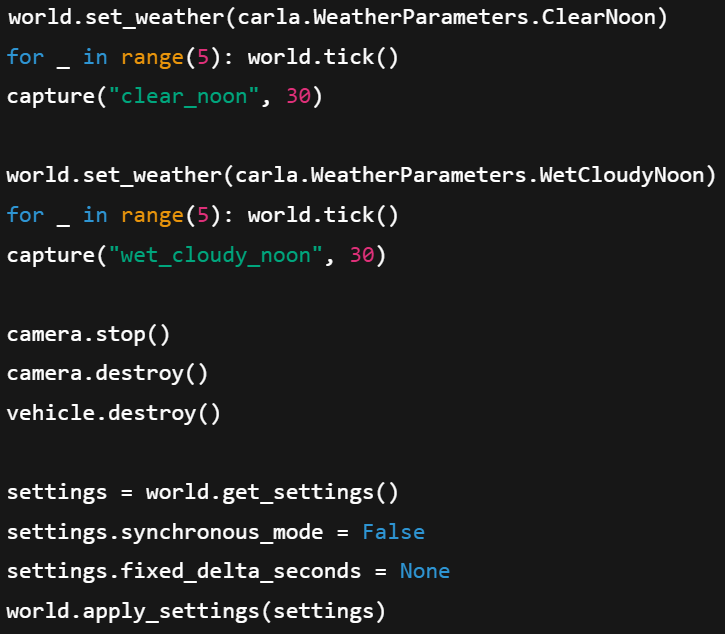 world.set_weather(carla.WeatherParameters.ClearNoon)
for _ in range(5): world.tick()
capture("clear_noon", 30)
world.set_weather(carla.WeatherParameters.WetCloudyNoon)
for _ in range(5): world.tick()
capture("wet_cloudy_noon", 30)
camera.stop()
camera.destroy()
vehicle.destroy()
settings = world.get_settings()
settings.synchronous_mode = False
settings.fixed_delta_seconds = None
world.apply_settings(settings)